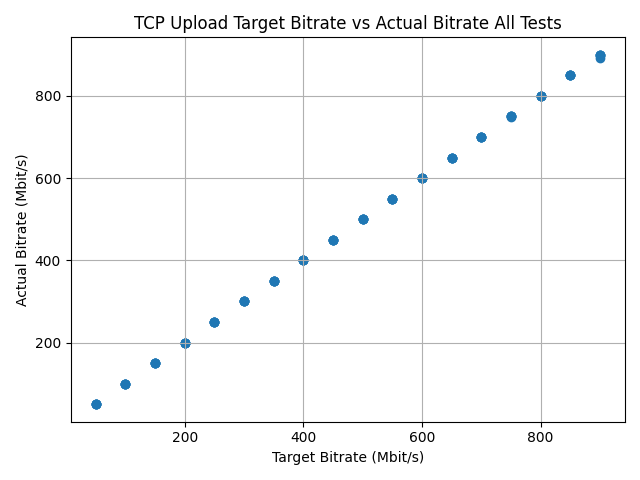 TCP Upload Target Bitrate vs Actual Bitrate All Tests
800
600
400
200
Actual Bitrate (Mbit/s)
200 400 600 800
Target Bitrate (Mbit/s)